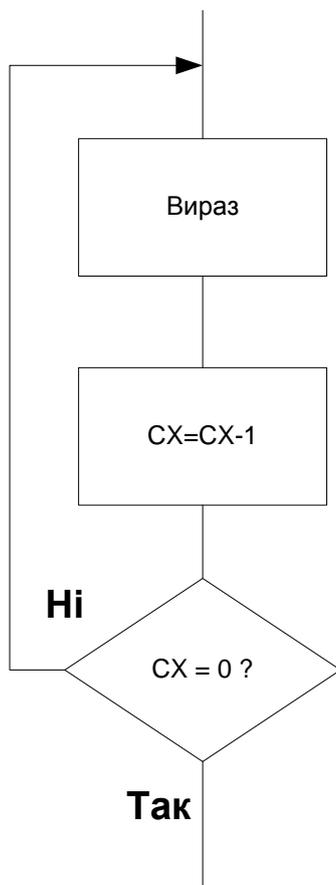 Вираз
CX=CX-1
Ні
CX = 0 ?
Так